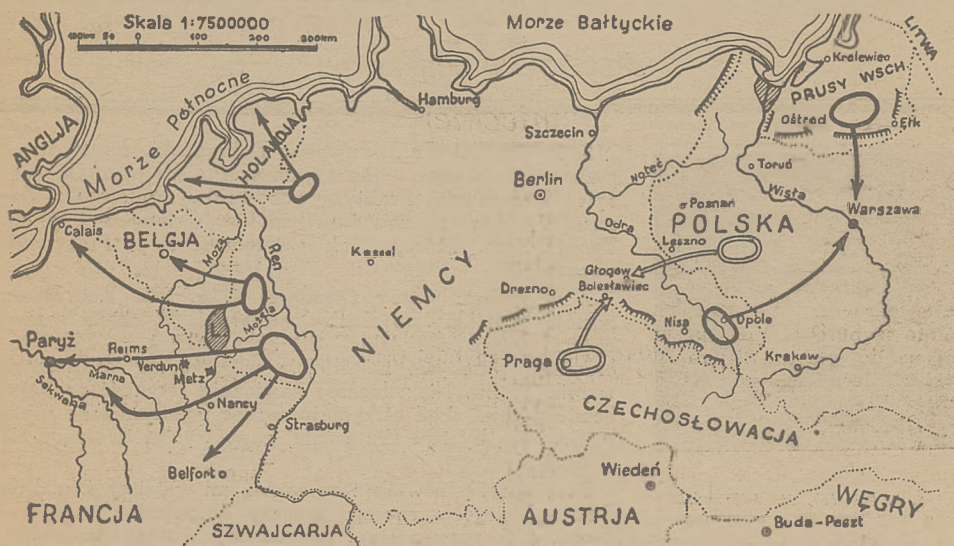 Skala 1:7500000
100km 50 0 100 200 300km
Morze Bałtyckie
LITWA
Królewiec
PRUSY WSCH.
Ostród
Ełk
Hamburg
Szczecin
Toruń
Północne
Morze
ANGLJA
HOLANDJA
Berlin
Noteć
Wisła
Poznań
Warszawa
POLSKA
Calais
BELGJA
Moza
Ren
Kassel
Odra
Leszno
Głogów
Bolesławiec
Drezno
NIEMCY
Mozela
Nisa
Opole
Paryż
Reims
Verdun
Metz
Marna
Sekwana
Nancy
Praga
Kraków
CZECHOSŁOWACJA
Strasburg
Belfort
Wiedeń
FRANCJA
SZWAJCARJA
AUSTRJA
WĘGRY
Buda-Peszt